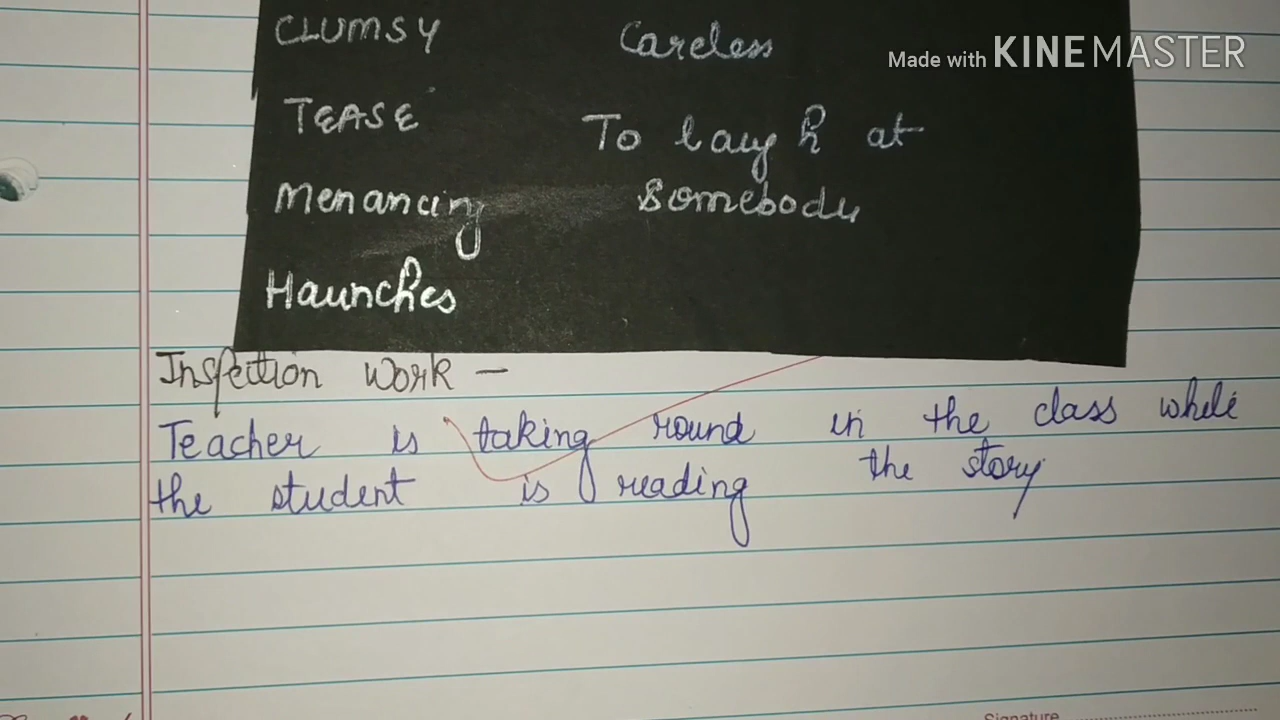 CLUMSY Careless
Made with KINEMASTER
TEASE To laugh at
Menancing somebody
Haunches
Inspection Work —
Teacher is taking round in the class while
the student is reading the story
Signature